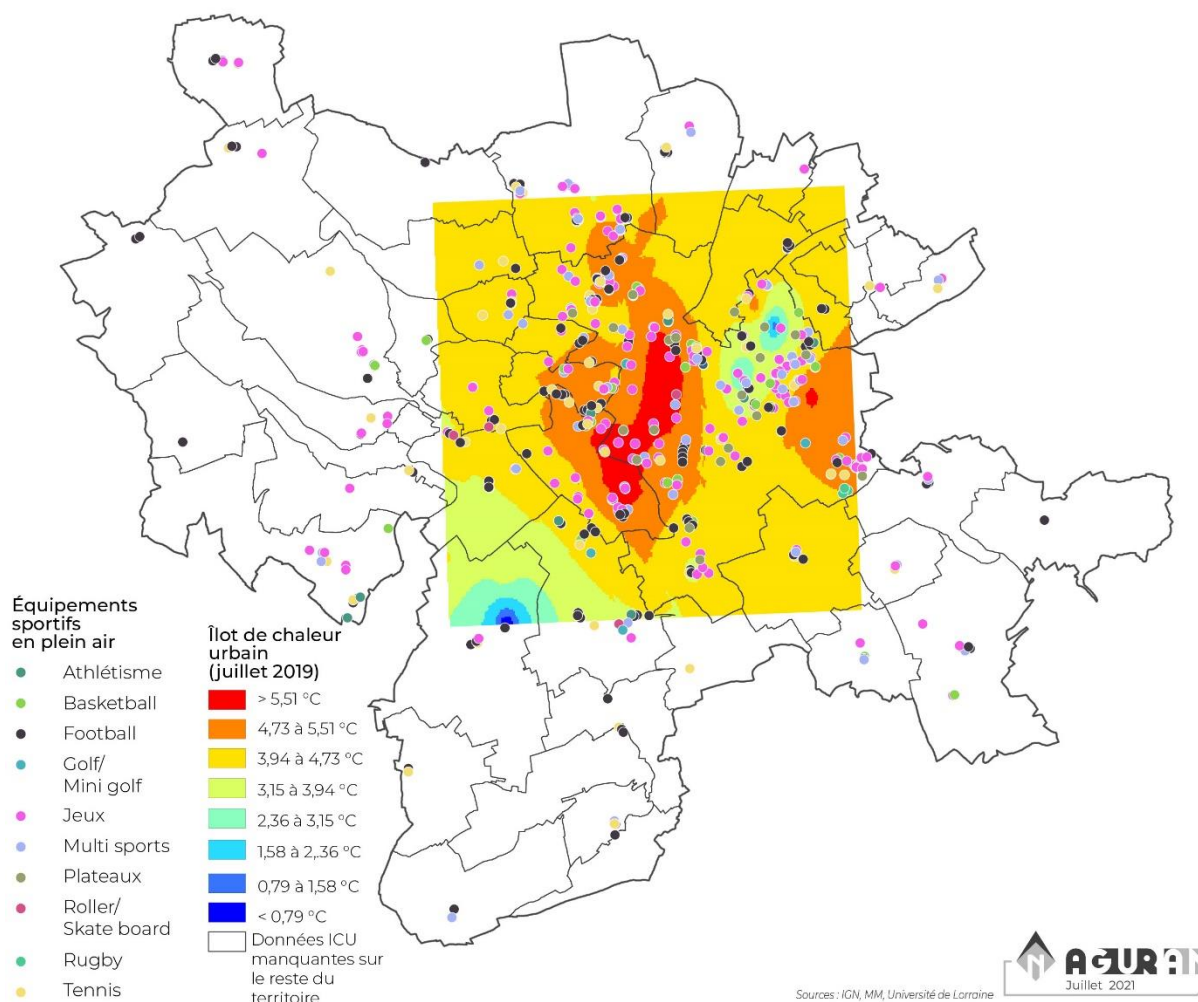 Équipements
sportifs
en plein air
Athlétisme
Basketball
Football
Golf/
Mini golf
Jeux
Multi sports
Plateaux
Roller/
Skate board
Rugby
Tennis
Îlot de chaleur
urbain
(juillet 2019)
> 5,51 °C
4,73 à 5,51 °C
3,94 à 4,73 °C
3,15 à 3,94 °C
2,36 à 3,15 °C
1,58 à 2,.36 °C
0,79 à 1,58 °C
< 0,79 °C
Données ICU
manquantes sur
le reste du
territoire
Sources : IGN, MM, Université de Lorraine
N
AGURAM
Juillet 2021